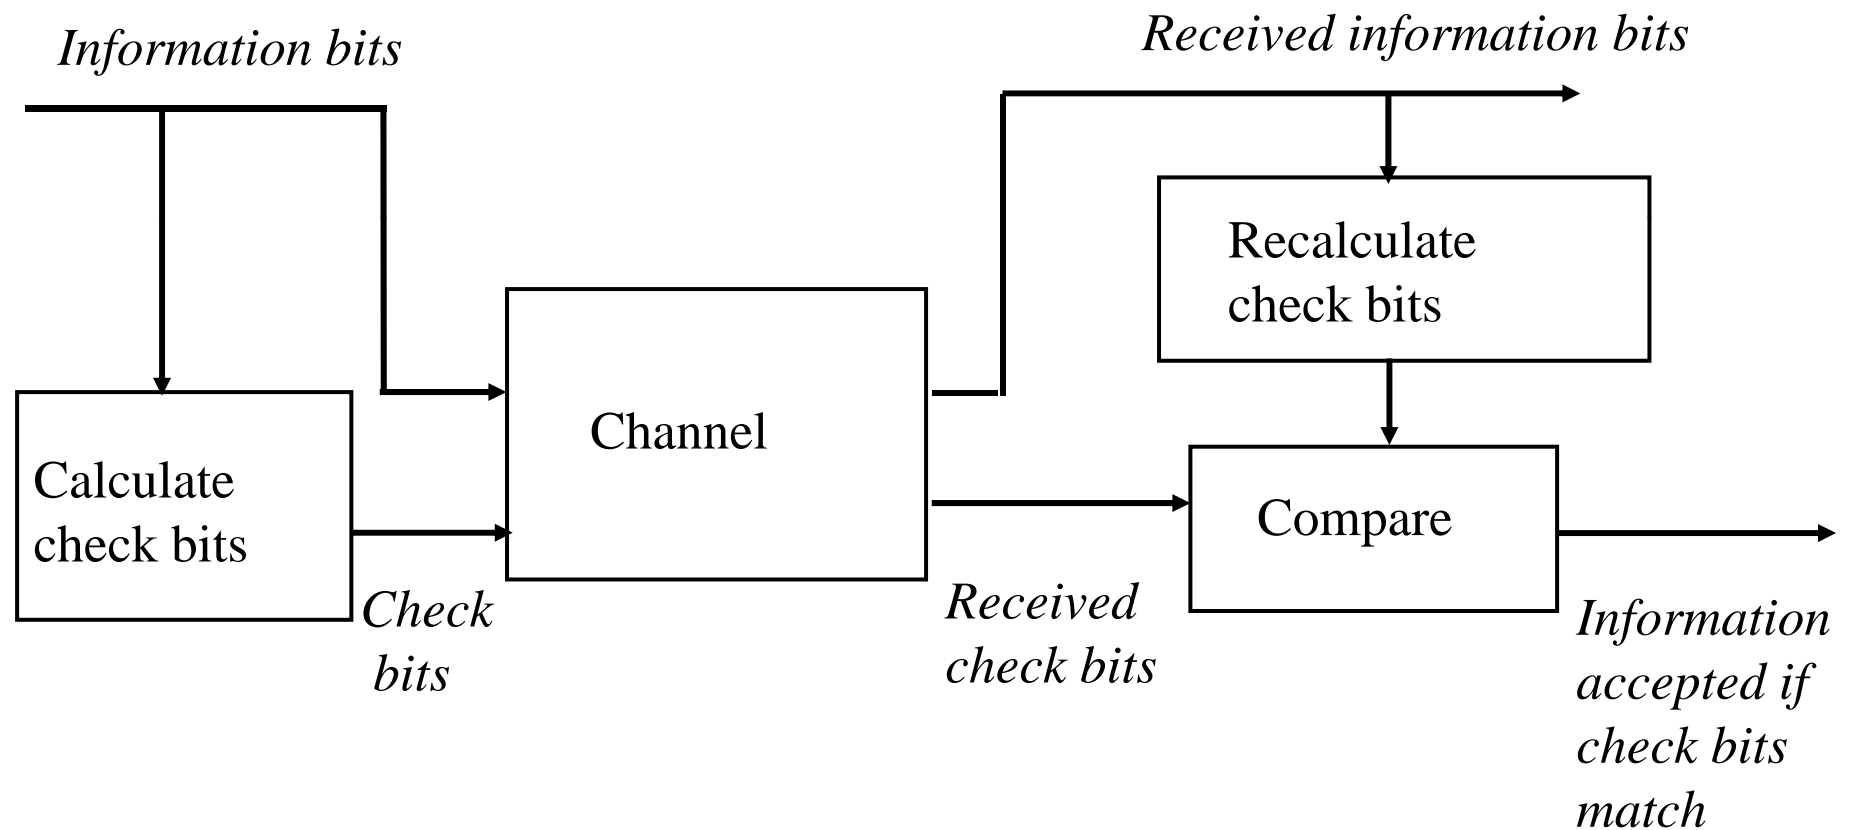 Information bits
Received information bits
Recalculate
check bits
Channel
Calculate
check bits
Compare
Check
bits
Received
check bits
Information
accepted if
check bits
match